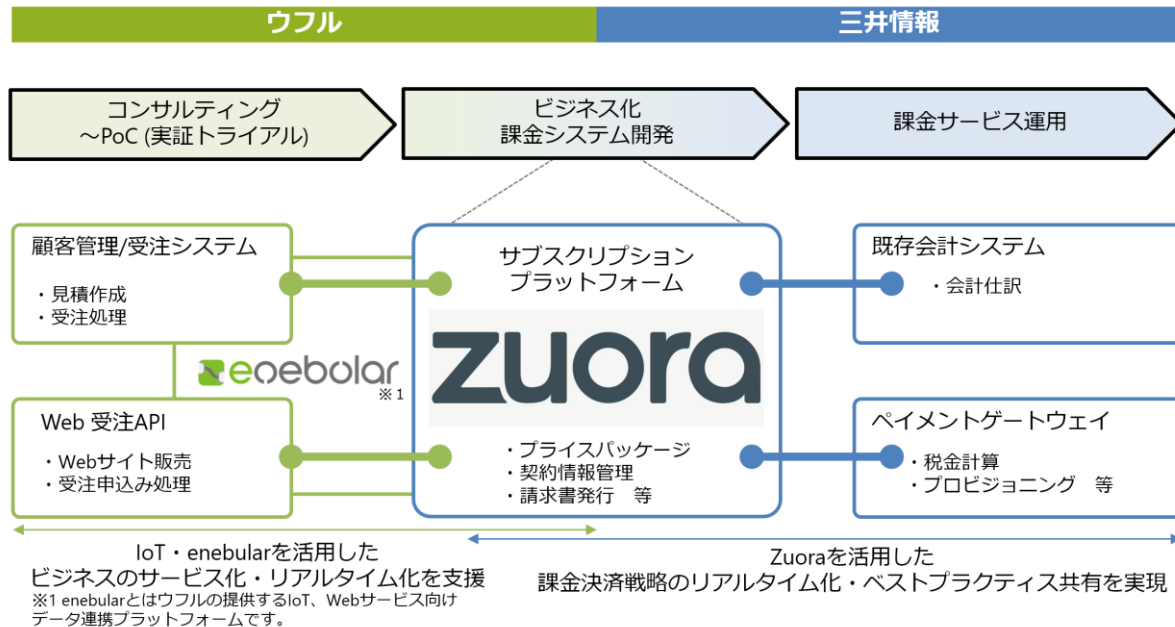 ウフル
三井情報
コンサルティング
～PoC (実証トライアル)
ビジネス化
課金システム開発
課金サービス運用
顧客管理/受注システム
・見積作成
・受注処理
サブスクリプション
プラットフォーム
既存会計システム
・会計仕訳
enebular
※1
zuora
Web 受注API
・Webサイト販売
・受注申込み処理
・プライスパッケージ
・契約情報管理
・請求書発行　等
ペイメントゲートウェイ
・税金計算
・プロビジョニング　等
IoT・enebularを活用した
ビジネスのサービス化・リアルタイム化を支援
※1 enebularとはウフルの提供するIoT、Webサービス向け
データ連携プラットフォームです。
Zuoraを活用した
課金決済戦略のリアルタイム化・ベストプラクティス共有を実現